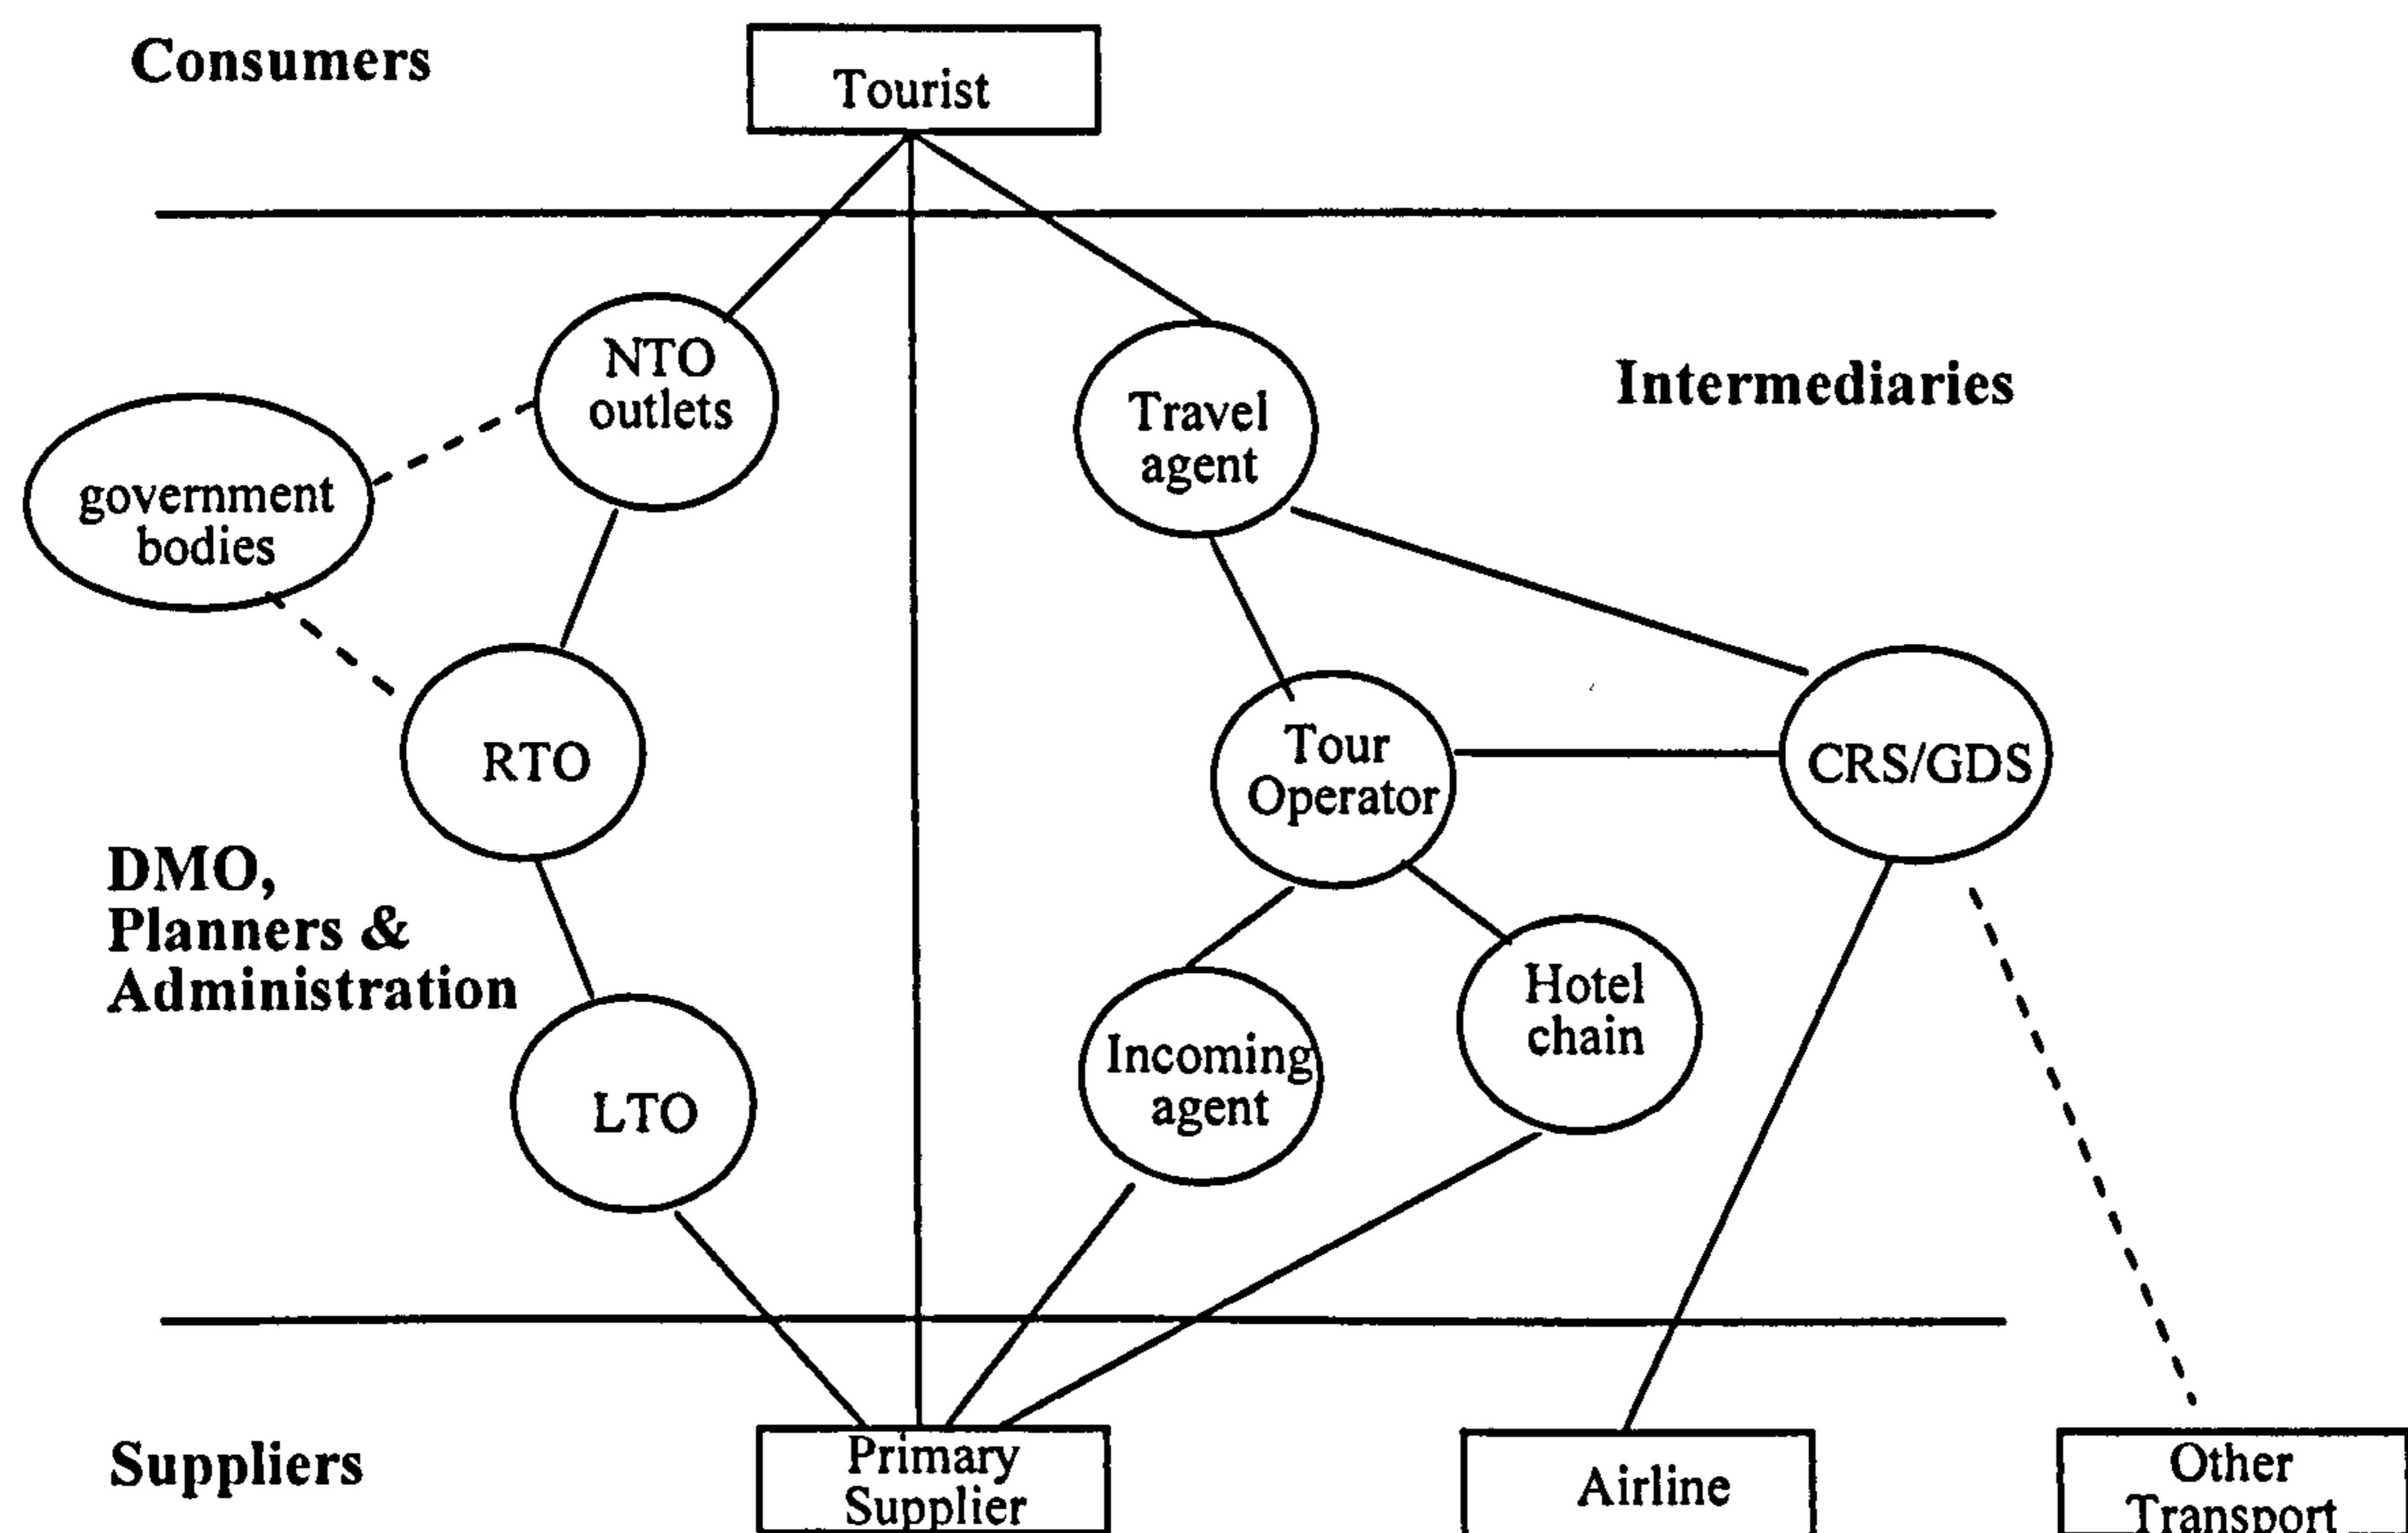 Consumers
Tourist
NTO
outlets
Travel
agent
Intermediaries
government
bodies
RTO
Tour
Operator
CRS/GDS
DMO,
Planners &
Administration
LTO
Incoming
agent
Hotel
chain
Suppliers
Primary
Supplier
Airline
Other
Transport